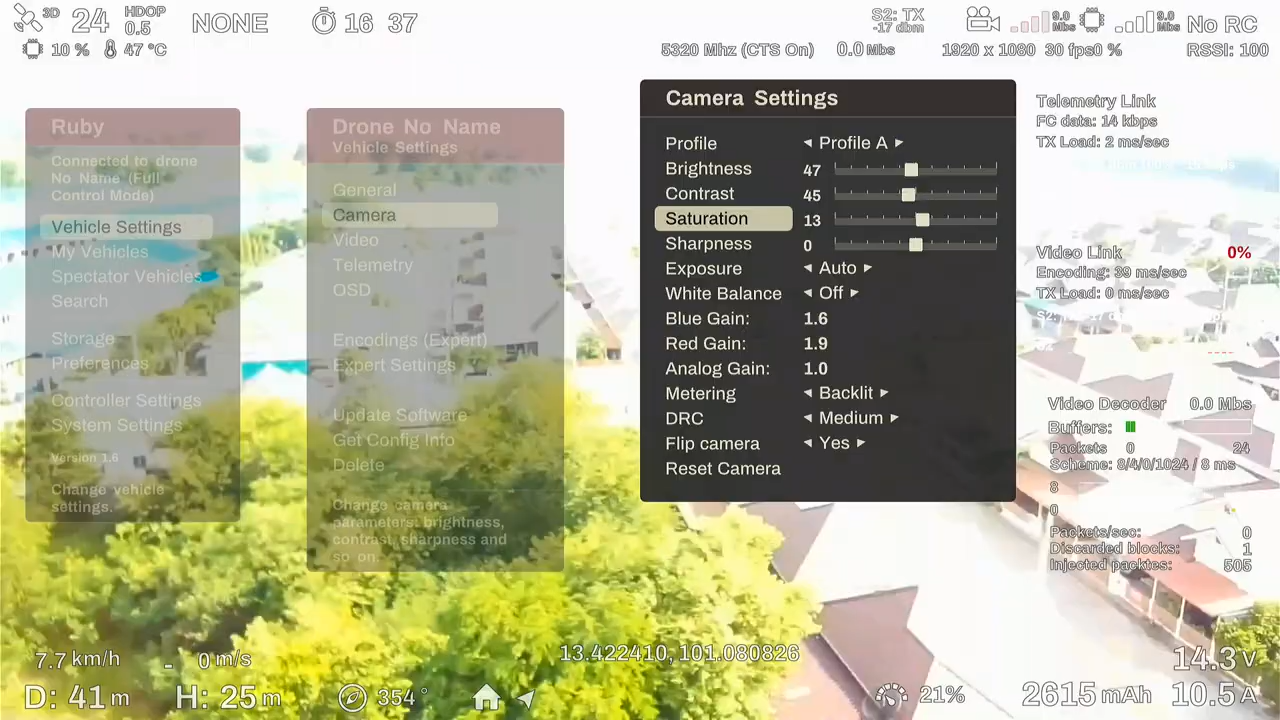 3D 24 HDOP 0.5 NONE 16 37 S2: TX -17 dbm 9.0 Mbs 9.0 Mbs No RC
10 % 47 °C 5320 Mhz (CTS On) 0.0 Mbs 1920 x 1080 30 fps 0 % RSSI: 100
Ruby
Connected to drone
No Name (Full
Control Mode)
Vehicle Settings
My Vehicles
Spectator Vehicles
Search
Storage
Preferences
Controller Settings
System Settings
Version 1.6
Change vehicle
settings.
Drone No Name
Vehicle Settings
General
Camera
Video
Telemetry
OSD
Encodings (Expert)
Expert Settings
Update Software
Get Config Info
Delete
Change camera
parameters: brightness,
contrast, sharpness and
so on.
Camera Settings
Profile Profile A
Brightness 47
Contrast 45
Saturation 13
Sharpness 0
Exposure Auto
White Balance Off
Blue Gain: 1.6
Red Gain: 1.9
Analog Gain: 1.0
Metering Backlit
DRC Medium
Flip camera Yes
Reset Camera
Telemetry Link
FC data: 14 kbps
TX Load: 2 ms/sec
Video Link 0%
Encoding: 39 ms/sec
TX Load: 0 ms/sec
Video Decoder 0.0 Mbs
Buffers:
Packets 0 24
Scheme: 8/4/0/1024 / 8 ms
8
0
Packets/sec: 0
Discarded blocks: 1
Injected packtes: 505
7.7 km/h - 0 m/s 13.422410, 101.080826 14.3 V
D: 41 m H: 25 m 354 ° 21% 2615 mAh 10.5 A